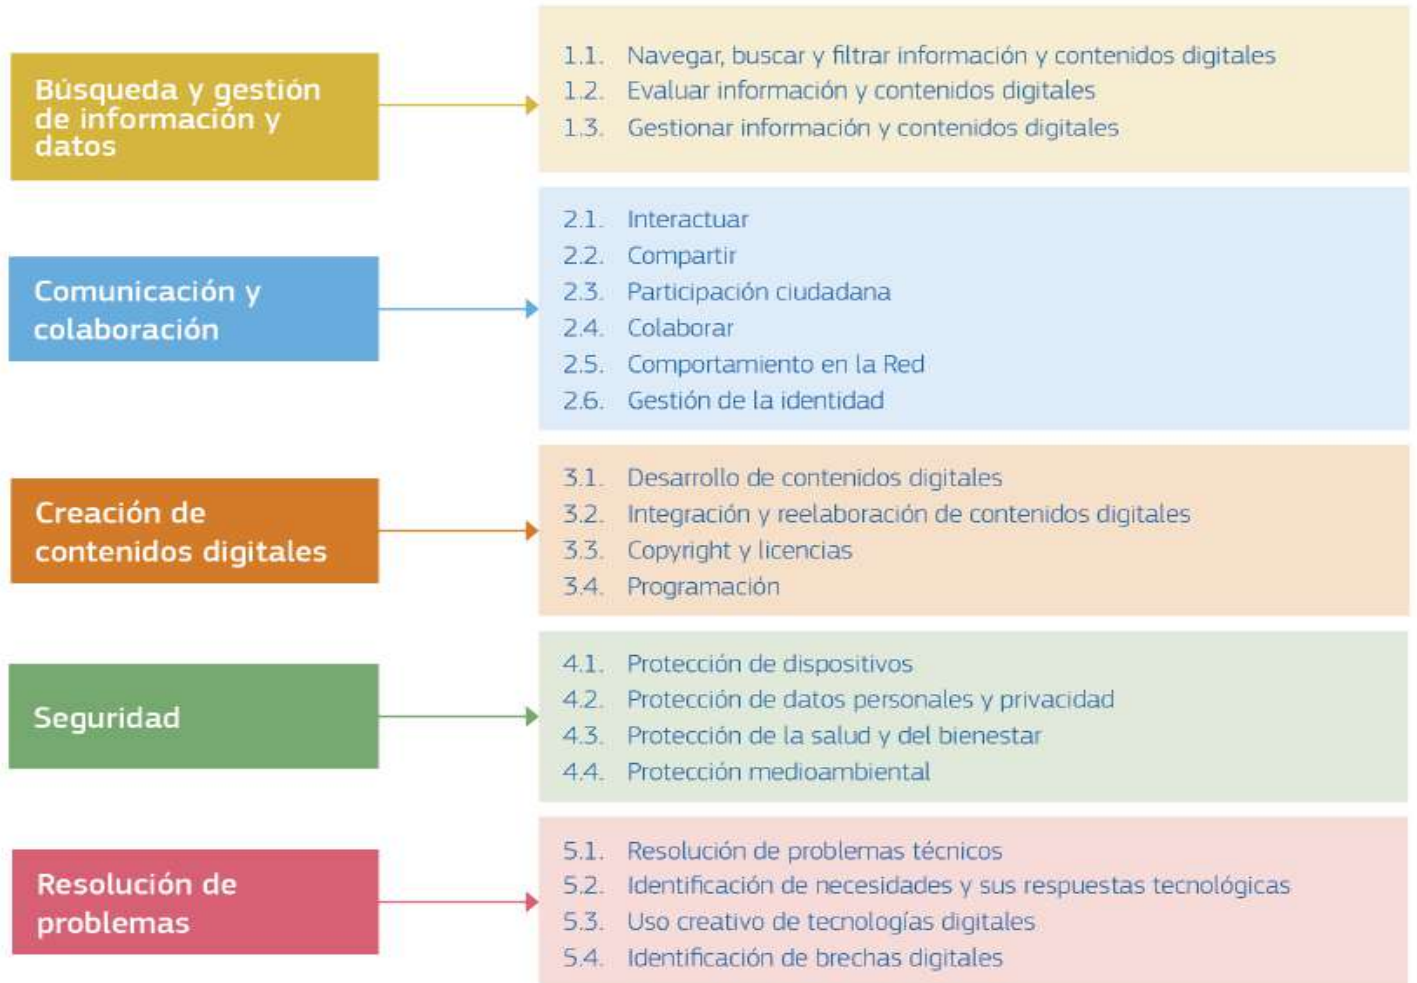 Búsqueda y gestión
de información y
datos
1.1. Navegar, buscar y filtrar información y contenidos digitales
1.2. Evaluar información y contenidos digitales
1.3. Gestionar información y contenidos digitales
Comunicación y
colaboración
2.1. Interactuar
2.2. Compartir
2.3. Participación ciudadana
2.4. Colaborar
2.5. Comportamiento en la Red
2.6. Gestión de la identidad
Creación de
contenidos digitales
3.1. Desarrollo de contenidos digitales
3.2. Integración y reelaboración de contenidos digitales
3.3. Copyright y licencias
3.4. Programación
Seguridad
4.1. Protección de dispositivos
4.2. Protección de datos personales y privacidad
4.3. Protección de la salud y del bienestar
4.4. Protección medioambiental
Resolución de
problemas
5.1. Resolución de problemas técnicos
5.2. Identificación de necesidades y sus respuestas tecnológicas
5.3. Uso creativo de tecnologías digitales
5.4. Identificación de brechas digitales